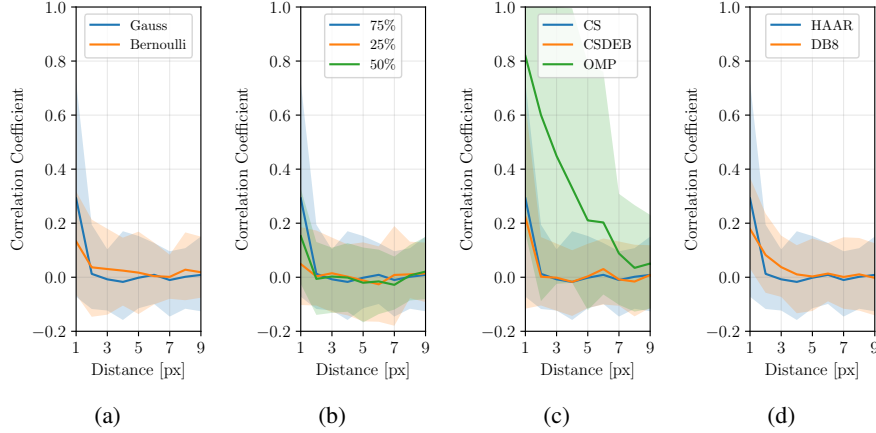 1.0
0.8
0.6
0.4
0.2
0.0
−0.2
Correlation Coefficient
Gauss
Bernoulli
1 3 5 7 9
Distance [px]
(a)
1.0
0.8
0.6
0.4
0.2
0.0
−0.2
Correlation Coefficient
75%
25%
50%
1 3 5 7 9
Distance [px]
(b)
1.0
0.8
0.6
0.4
0.2
0.0
−0.2
Correlation Coefficient
CS
CSDEB
OMP
1 3 5 7 9
Distance [px]
(c)
1.0
0.8
0.6
0.4
0.2
0.0
−0.2
Correlation Coefficient
HAAR
DB8
1 3 5 7 9
Distance [px]
(d)